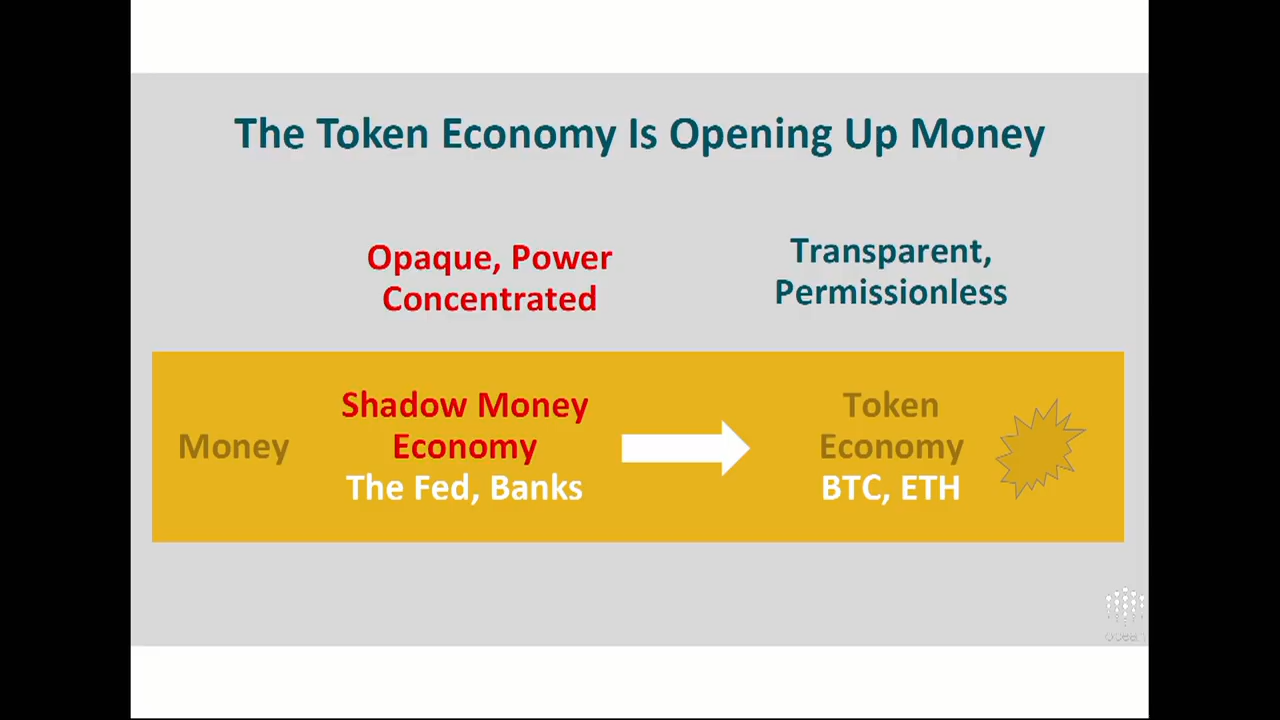 The Token Economy Is Opening Up Money
Opaque, Power
Concentrated
Transparent,
Permissionless
Money
Shadow Money
Economy
The Fed, Banks
Token
Economy
BTC, ETH
ocean